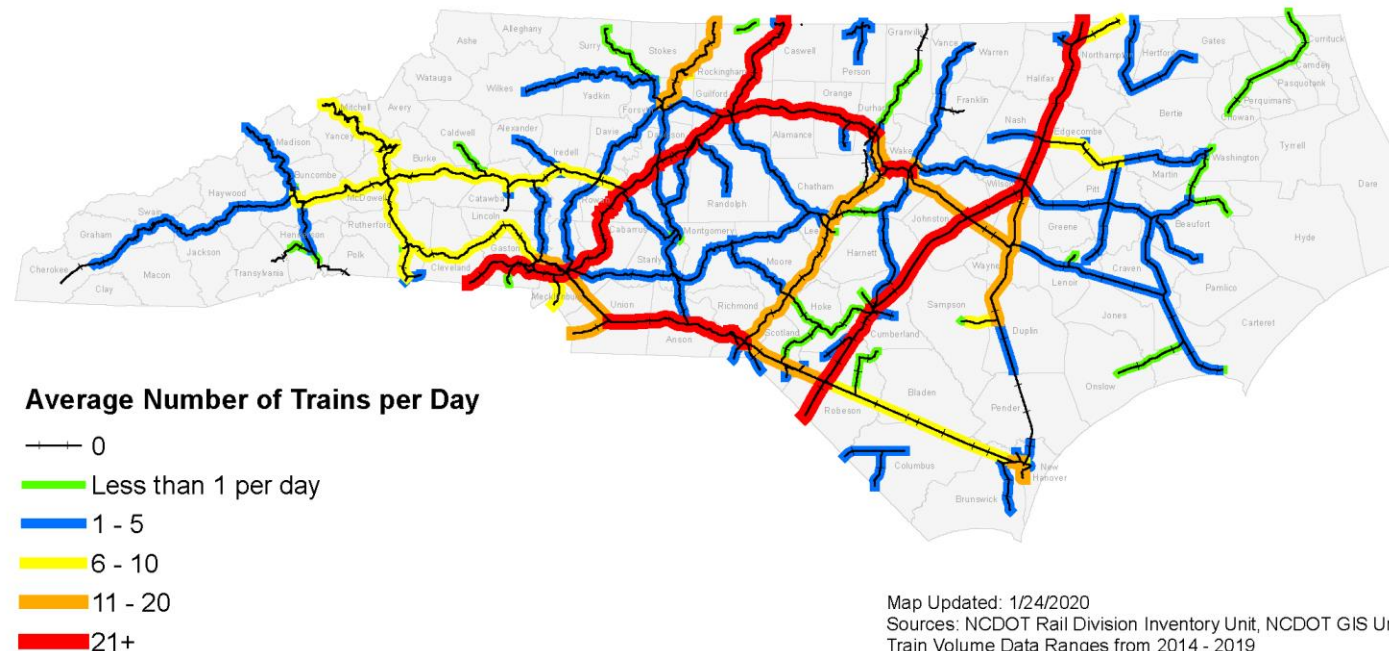 Alleghany
Ashe
Surry
Stokes
Caswell
Granville
Vance
Warren
Northampton
Hertford
Gates
Currituck
Camden
Pasquotank
Perquimans
Chowan
Rockingham
Person
Halifax
Watauga
Wilkes
Yadkin
Forsyth
Guilford
Orange
Durham
Franklin
Bertie
Mitchell
Avery
Yancey
Caldwell
Alexander
Davie
Davidson
Alamance
Nash
Edgecombe
Madison
Burke
Iredell
Wake
Martin
Washington
Tyrrell
Dare
Buncombe
McDowell
Catawba
Rowan
Randolph
Chatham
Wilson
Pitt
Haywood
Swain
Rutherford
Lincoln
Cabarrus
Montgomery
Lee
Johnston
Greene
Beaufort
Hyde
Graham
Jackson
Henderson
Polk
Cleveland
Gaston
Stanly
Moore
Harnett
Wayne
Lenoir
Craven
Pamlico
Cherokee
Macon
Clay
Transylvania
Mecklenburg
Union
Anson
Richmond
Hoke
Scotland
Cumberland
Sampson
Duplin
Jones
Carteret
Onslow
Robeson
Bladen
Pender
Columbus
Brunswick
New
Hanover
Average Number of Trains per Day
0
Less than 1 per day
1 - 5
6 - 10
11 - 20
21+
Map Updated: 1/24/2020
Sources: NCDOT Rail Division Inventory Unit, NCDOT GIS
Train Volume Data Ranges from 2014 - 2019